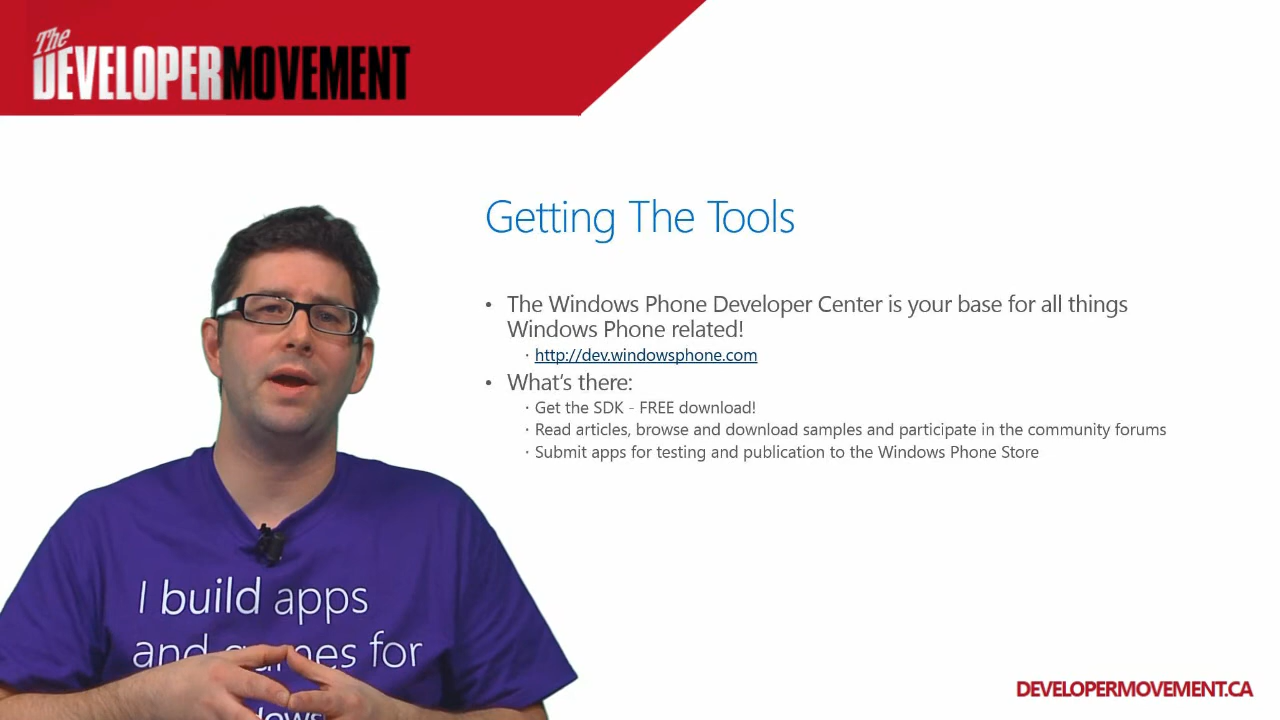 The
DEVELOPERMOVEMENT
Getting The Tools
• The Windows Phone Developer Center is your base for all things
Windows Phone related!
· http://dev.windowsphone.com
• What's there:
· Get the SDK - FREE download!
· Read articles, browse and download samples and participate in the community forums
· Submit apps for testing and publication to the Windows Phone Store
I build apps
and games for
DEVELOPERMOVEMENT.CA